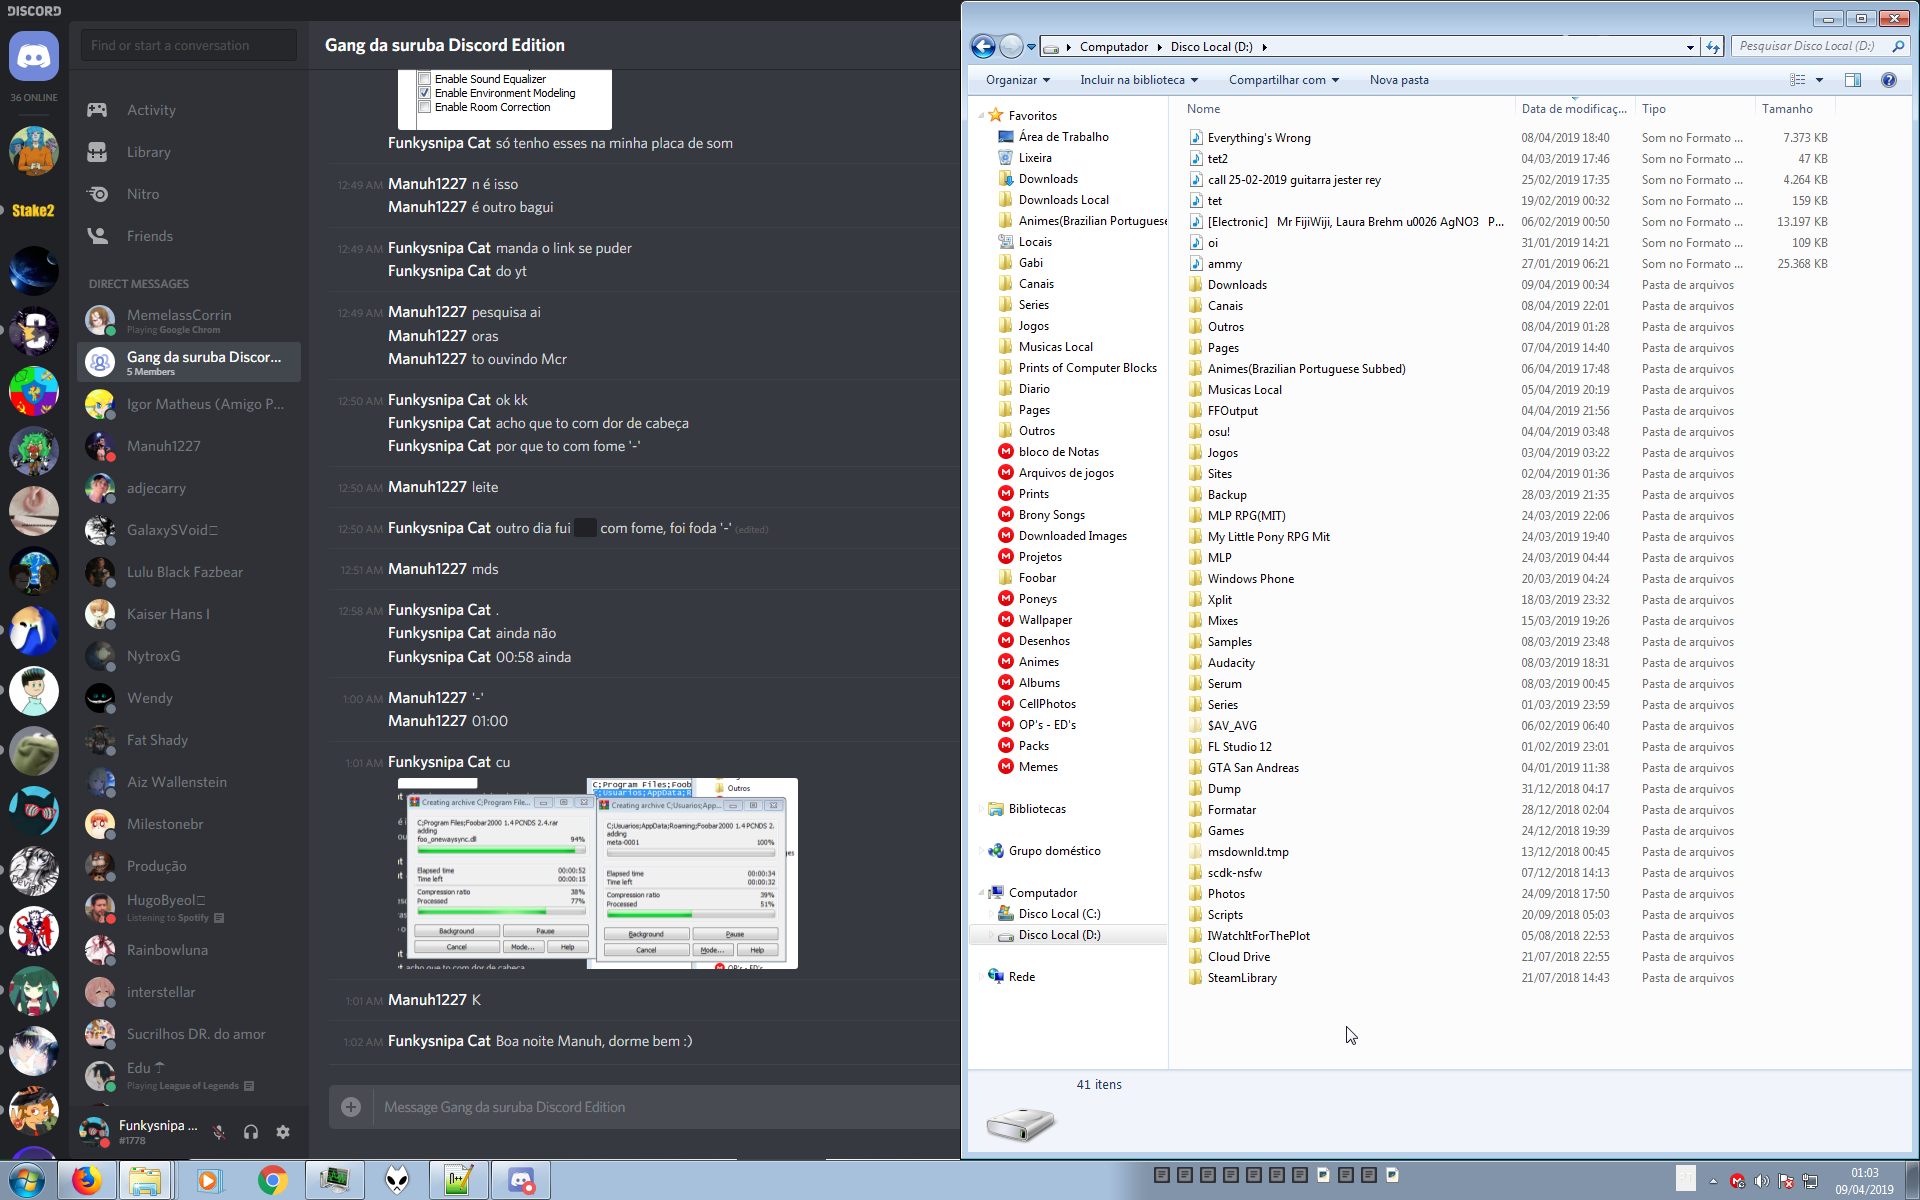 DISCORD
36 ONLINE
Stake2
Find or start a conversation
Activity
Library
Nitro
Friends
DIRECT MESSAGES
MemelassCorrin
Playing Google Chrom
Gang da suruba Discor...
5 Members
Igor Matheus (Amigo P...
Manuh1227
adjecarry
GalaxySVoid
Lulu Black Fazbear
Kaiser Hans I
NytroxG
Wendy
Fat Shady
Aiz Wallenstein
Milestonebr
Produção
HugoByeol
Listening to Spotify
Rainbowluna
interstellar
Sucrilhos DR. do amor
Edu
Playing League of Legends
Funkysnipa ...
#1778
Gang da suruba Discord Edition
Enable Sound Equalizer
Enable Environment Modeling
Enable Room Correction
Funkysnipa Cat só tenho esses na minha placa de som
12:49 AM Manuh1227 n é isso
Manuh1227 é outro bagui
12:49 AM Funkysnipa Cat manda o link se puder
Funkysnipa Cat do yt
12:49 AM Manuh1227 pesquisa ai
Manuh1227 oras
Manuh1227 to ouvindo Mcr
12:50 AM Funkysnipa Cat ok kk
Funkysnipa Cat acho que to com dor de cabeça
Funkysnipa Cat por que to com fome '-'
12:50 AM Manuh1227 leite
12:50 AM Funkysnipa Cat outro dia fui com fome, foi foda '-' (edited)
12:51 AM Manuh1227 mds
12:58 AM Funkysnipa Cat .
Funkysnipa Cat ainda não
Funkysnipa Cat 00:58 ainda
1:00 AM Manuh1227 '-'
Manuh1227 01:00
1:01 AM Funkysnipa Cat cu
C;Program Files;Foob
C;Usuarios;AppData;R
Outros
Creating archive C;Program File...
C;Program Files;Foobar2000 1.4 PCNDS 2.4.rar
adding
foo_onewaysync.dl 94%
Elapsed time 00:00:52
Time left 00:00:15
Compression ratio 38%
Processed 77%
Background Pause
Cancel Mode... Help
Creating archive C;Usuarios;App...
C;Usuarios;AppData;Roaming;Foobar2000 1.4 PCNDS 2.
adding
meta-0001 100%
Elapsed time 00:00:34
Time left 00:00:32
Compression ratio 39%
Processed 51%
Background Pause
Cancel Mode... Help
acho que to com dor de cabeça
OP's - ED's
1:01 AM Manuh1227 K
1:02 AM Funkysnipa Cat Boa noite Manuh, dorme bem :)
Message Gang da suruba Discord Edition
Computador Disco Local (D:)
Pesquisar Disco Local (D:)
Organizar Incluir na biblioteca Compartilhar com Nova pasta
Favoritos
Área de Trabalho
Lixeira
Downloads
Downloads Local
Animes(Brazilian Portuguese
Locais
Gabi
Canais
Series
Jogos
Musicas Local
Prints of Computer Blocks
Diario
Pages
Outros
bloco de Notas
Arquivos de jogos
Prints
Brony Songs
Downloaded Images
Projetos
Foobar
Poneys
Wallpaper
Desenhos
Animes
Albums
CellPhotos
OP's - ED's
Packs
Memes
Bibliotecas
Grupo doméstico
Computador
Disco Local (C:)
Disco Local (D:)
Rede
Nome Data de modificaç... Tipo Tamanho
Everything's Wrong 08/04/2019 18:40 Som no Formato ... 7.373 KB
tet2 04/03/2019 17:46 Som no Formato ... 47 KB
call 25-02-2019 guitarra jester rey 25/02/2019 17:35 Som no Formato ... 4.264 KB
tet 19/02/2019 00:32 Som no Formato ... 159 KB
[Electronic] Mr FijiWiji, Laura Brehm u0026 AgNO3 P... 06/02/2019 00:50 Som no Formato ... 13.197 KB
oi 31/01/2019 14:21 Som no Formato ... 109 KB
ammy 27/01/2019 06:21 Som no Formato ... 25.368 KB
Downloads 09/04/2019 00:34 Pasta de arquivos
Canais 08/04/2019 22:01 Pasta de arquivos
Outros 08/04/2019 01:28 Pasta de arquivos
Pages 07/04/2019 14:40 Pasta de arquivos
Animes(Brazilian Portuguese Subbed) 06/04/2019 17:48 Pasta de arquivos
Musicas Local 05/04/2019 20:19 Pasta de arquivos
FFOutput 04/04/2019 21:56 Pasta de arquivos
osu! 04/04/2019 03:48 Pasta de arquivos
Jogos 03/04/2019 03:22 Pasta de arquivos
Sites 02/04/2019 01:36 Pasta de arquivos
Backup 28/03/2019 21:35 Pasta de arquivos
MLP RPG(MIT) 24/03/2019 22:06 Pasta de arquivos
My Little Pony RPG Mit 24/03/2019 19:40 Pasta de arquivos
MLP 24/03/2019 04:44 Pasta de arquivos
Windows Phone 20/03/2019 04:24 Pasta de arquivos
Xplit 18/03/2019 23:32 Pasta de arquivos
Mixes 15/03/2019 19:26 Pasta de arquivos
Samples 08/03/2019 23:48 Pasta de arquivos
Audacity 08/03/2019 18:31 Pasta de arquivos
Serum 08/03/2019 00:45 Pasta de arquivos
Series 01/03/2019 23:59 Pasta de arquivos
$AV_AVG 06/02/2019 06:40 Pasta de arquivos
FL Studio 12 01/02/2019 23:01 Pasta de arquivos
GTA San Andreas 04/01/2019 11:38 Pasta de arquivos
Dump 31/12/2018 04:17 Pasta de arquivos
Formatar 28/12/2018 02:04 Pasta de arquivos
Games 24/12/2018 19:39 Pasta de arquivos
msdownld.tmp 13/12/2018 00:45 Pasta de arquivos
scdk-nsfw 07/12/2018 14:13 Pasta de arquivos
Photos 24/09/2018 17:50 Pasta de arquivos
Scripts 20/09/2018 05:03 Pasta de arquivos
IWatchItForThePlot 05/08/2018 22:53 Pasta de arquivos
Cloud Drive 21/07/2018 22:55 Pasta de arquivos
SteamLibrary 21/07/2018 14:43 Pasta de arquivos
41 itens
01:03
09/04/2019